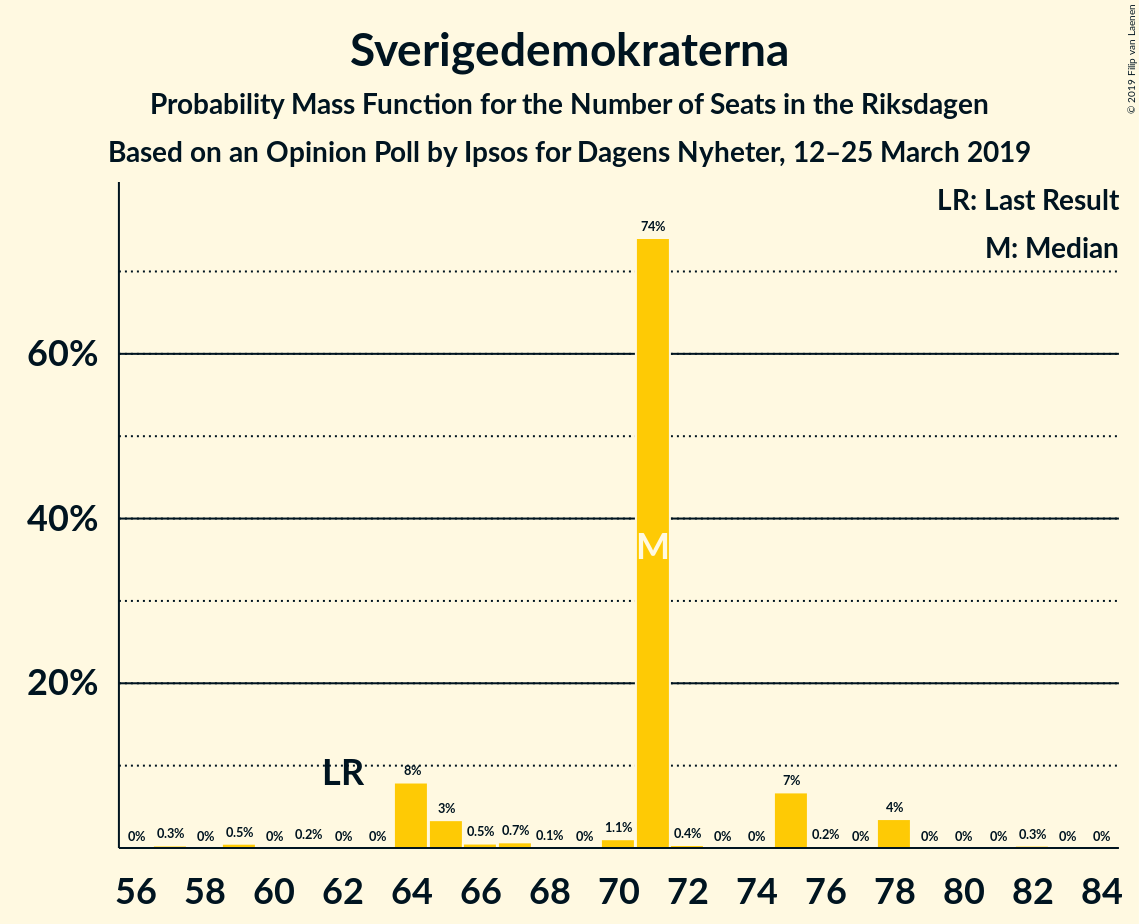 Sverigedemokraterna
Probability Mass Function for the Number of Seats in the Riksdagen
Based on an Opinion Poll by Ipsos for Dagens Nyheter, 12–25 March 2019
© 2019 Filip van Laenen
LR: Last Result
M: Median
60%
40%
20%
0% 0.3% 0% 0.5% 0% 0.2% 0% 0% 8% 3% 0.5% 0.7% 0.1% 0% 1.1% 74% 0.4% 0% 0% 7% 0.2% 0% 4% 0% 0% 0% 0.3% 0% 0%
LR
M
56 58 60 62 64 66 68 70 72 74 76 78 80 82 84